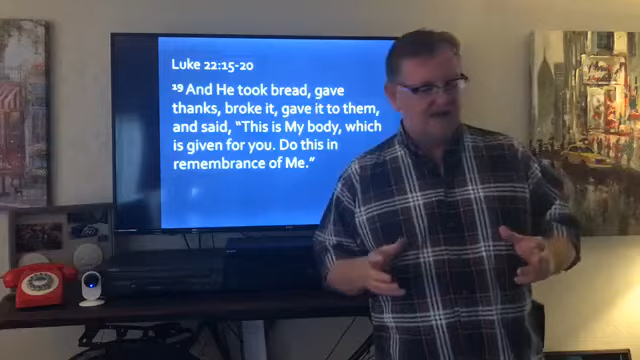 Luke 22:15-20
19 And He took bread, gave
thanks, broke it, gave it to them,
and said, “This is My body, which
is given for you. Do this in
remembrance of Me.”